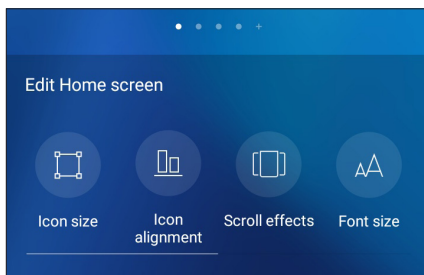 Edit Home screen
Icon size
Icon
alignment
Scroll effects
Font size